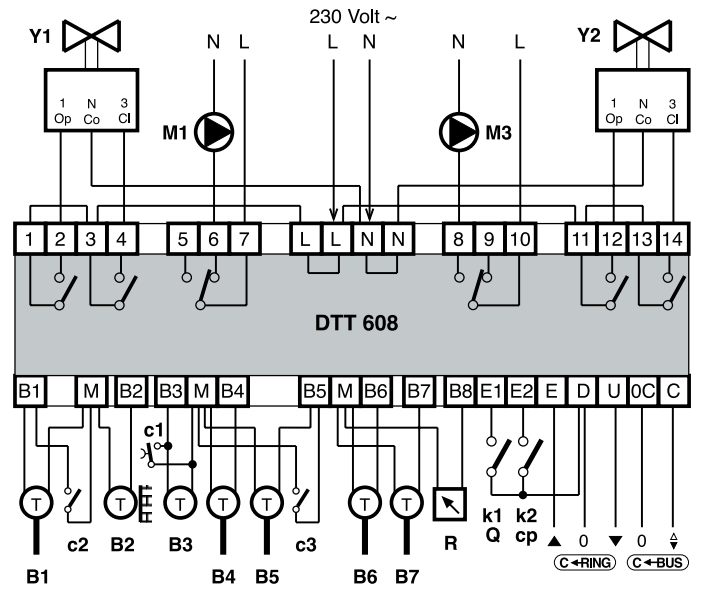 230 Volt ~
Y1 N L L N N L Y2
1 N 3
Op Co Cl
1 N 3
Op Co Cl
M1 M3
1 2 3 4 5 6 7 L L N N 8 9 10 11 12 13 14
DTT 608
B1 M B2 B3 M B4 B5 M B6 B7 B8 E1 E2 E D U 0C C
c1
T T T T T T T
c2 B2 B3 c3 R k1 k2
Q cp ▲ 0 ▼ 0
B1 B4 B5 B6 B7
C RING C BUS